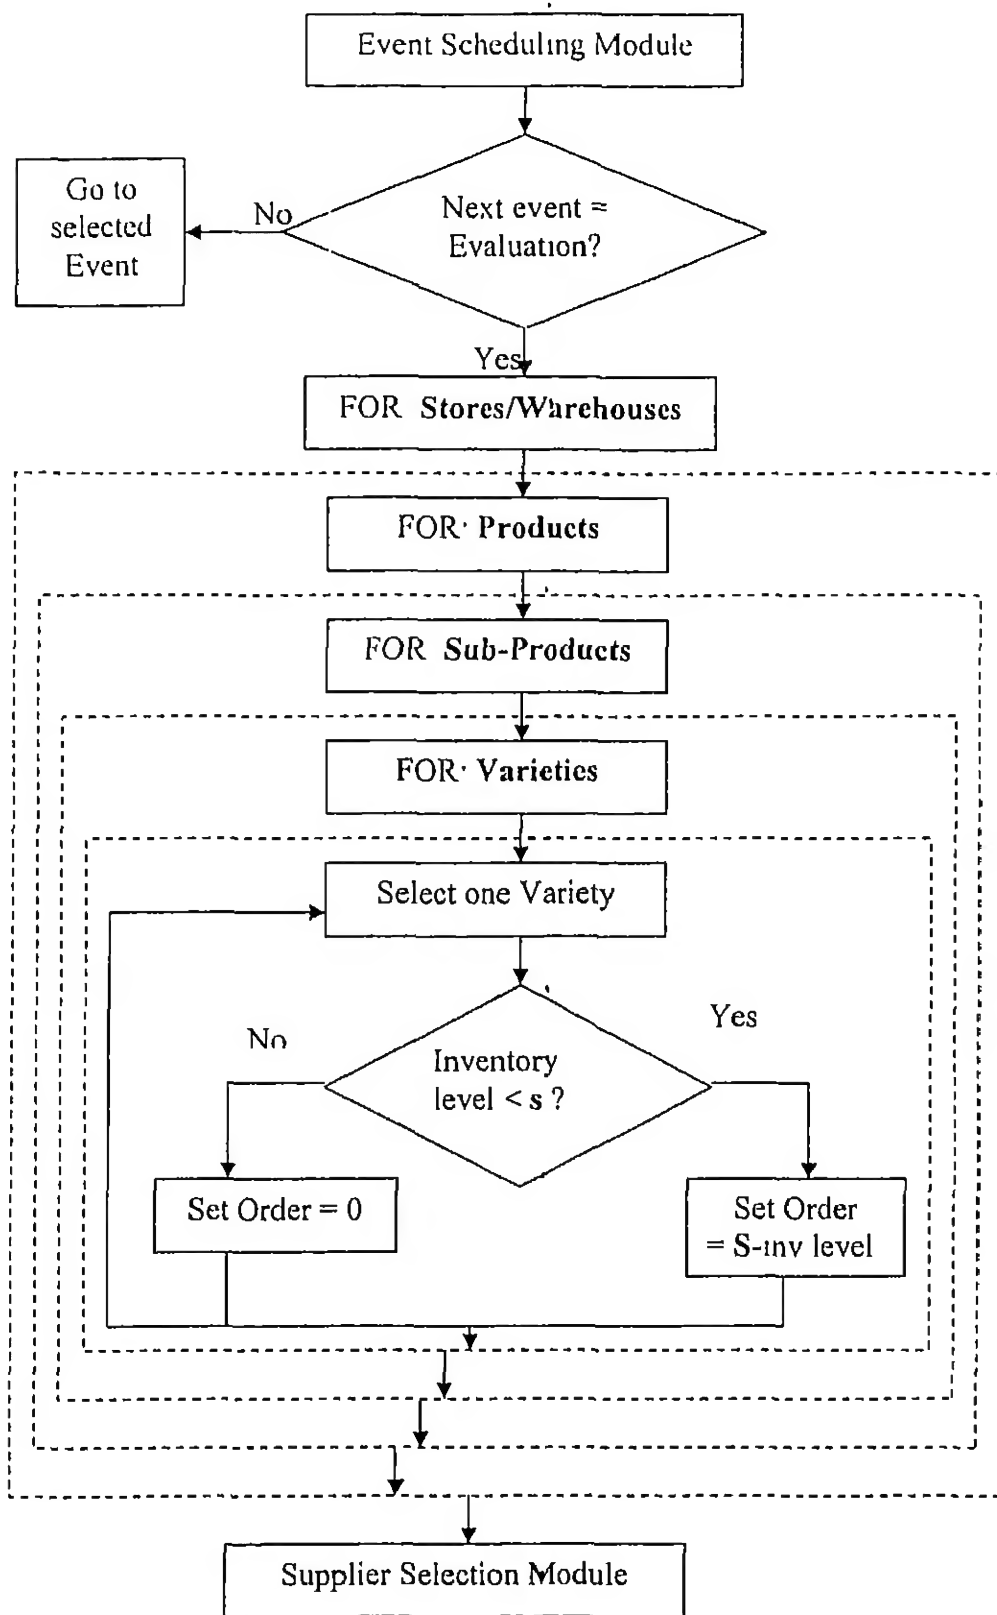 Event Scheduling Module
Next event =
Evaluation?
No
Go to
selected
Event
Yes
FOR Stores/Warehouses
FOR: Products
FOR Sub-Products
FOR: Varieties
Select one Variety
Inventory
level < s ?
No
Yes
Set Order = 0
Set Order
= S-inv level
Supplier Selection Module